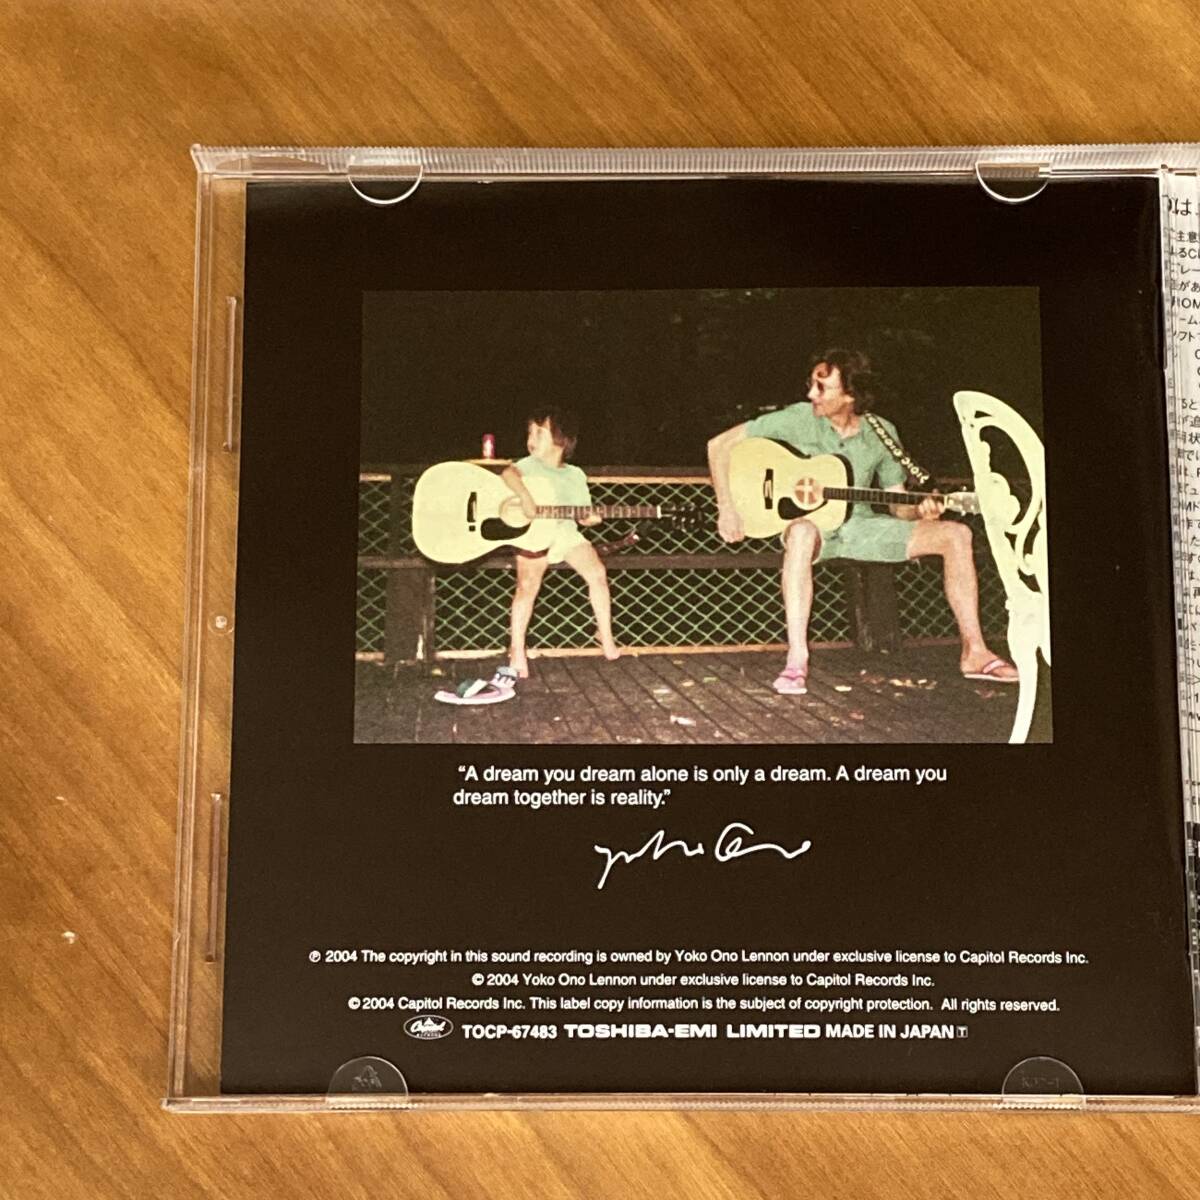 "A dream you dream alone is only a dream. A dream you
dream together is reality."
Yoko Ono
℗ 2004 The copyright in this sound recording is owned by Yoko Ono Lennon under exclusive license to Capitol Records Inc.
© 2004 Yoko Ono Lennon under exclusive license to Capitol Records Inc.
© 2004 Capitol Records Inc. This label copy information is the subject of copyright protection. All rights reserved.
Capitol RECORDS TOCP-67483 TOSHIBA-EMI LIMITED MADE IN JAPAN T